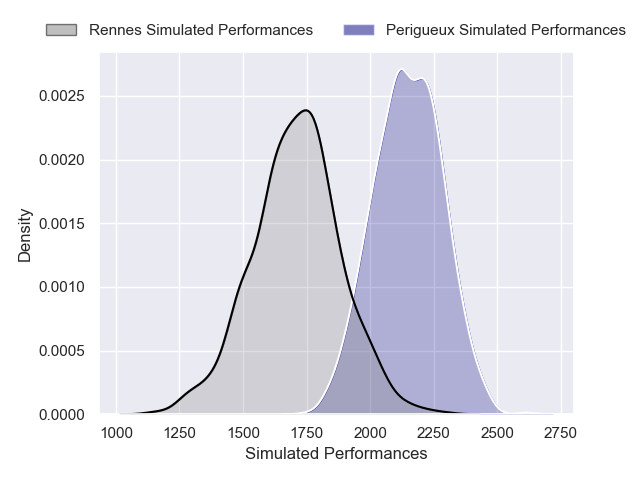 Rennes Simulated Performances
Perigueux Simulated Performances
Density
0.0025
0.0020
0.0015
0.0010
0.0005
0.0000
1000 1250 1500 1750 2000 2250 2500 2750
Simulated Performances